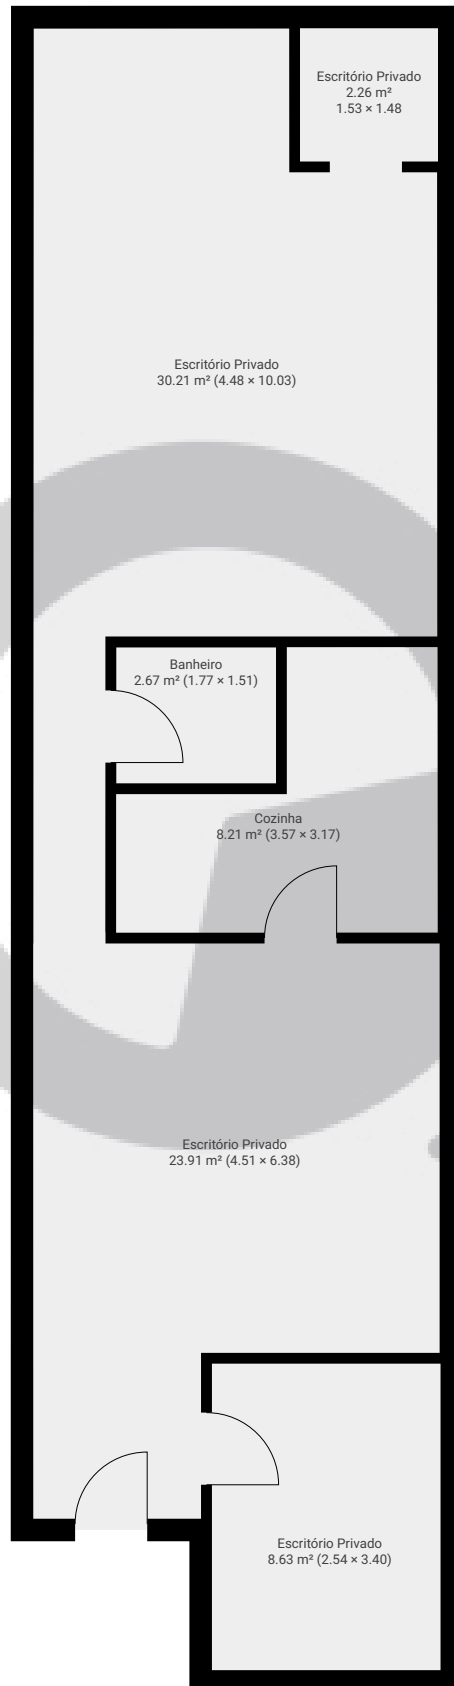 Escritório Privado
2.26 m²
1.53 × 1.48
Escritório Privado
30.21 m² (4.48 × 10.03)
Banheiro
2.67 m² (1.77 × 1.51)
Cozinha
8.21 m² (3.57 × 3.17)
Escritório Privado
23.91 m² (4.51 × 6.38)
Escritório Privado
8.63 m² (2.54 × 3.40)